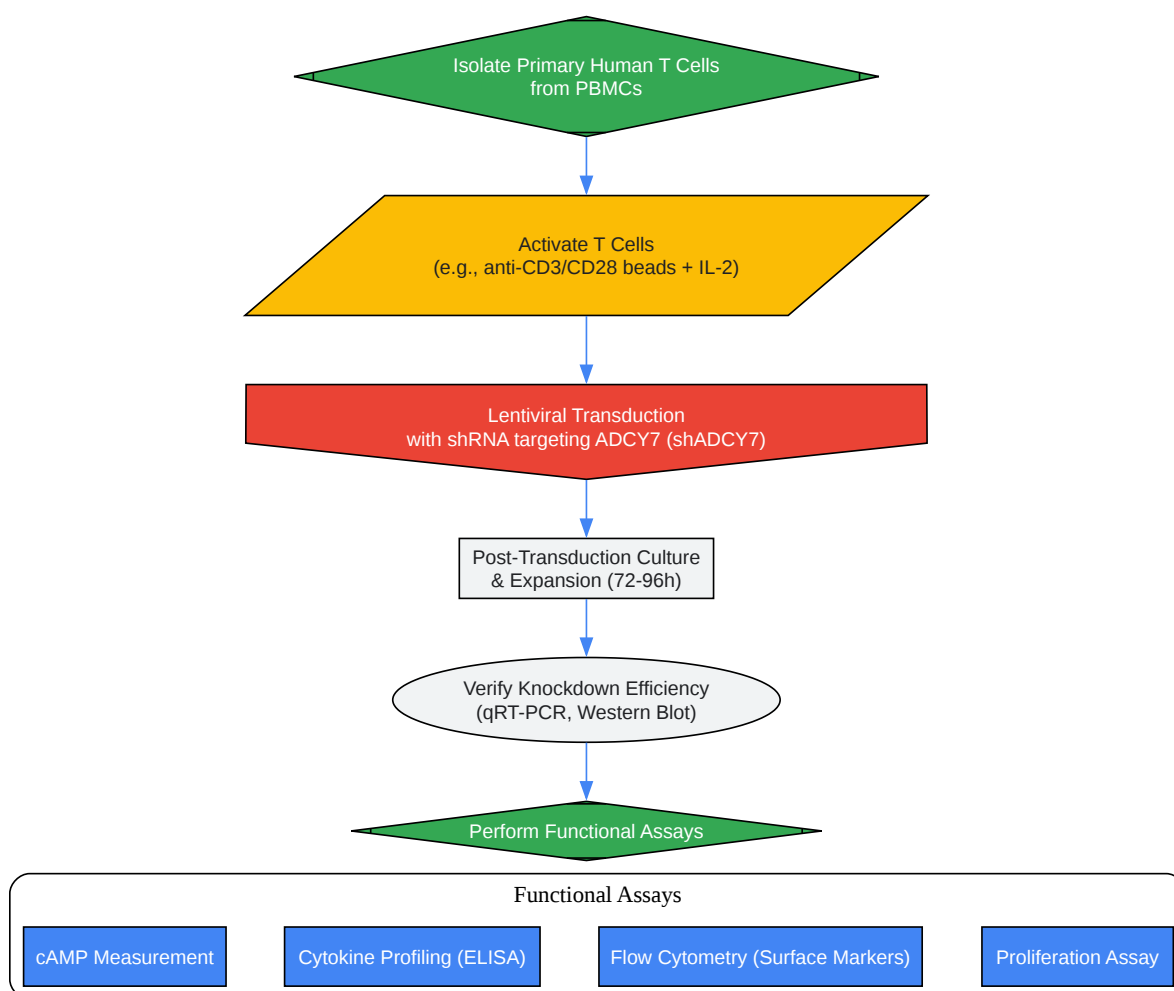 Isolate Primary Human T Cells
from PBMCs
Activate T Cells
(e.g., anti-CD3/CD28 beads + IL-2)
Lentiviral Transduction
with shRNA targeting ADCY7 (shADCY7)
Post-Transduction Culture
& Expansion (72-96h)
Verify Knockdown Efficiency
(qRT-PCR, Western Blot)
Perform Functional Assays
Functional Assays
cAMP Measurement
Cytokine Profiling (ELISA)
Flow Cytometry (Surface Markers)
Proliferation Assay